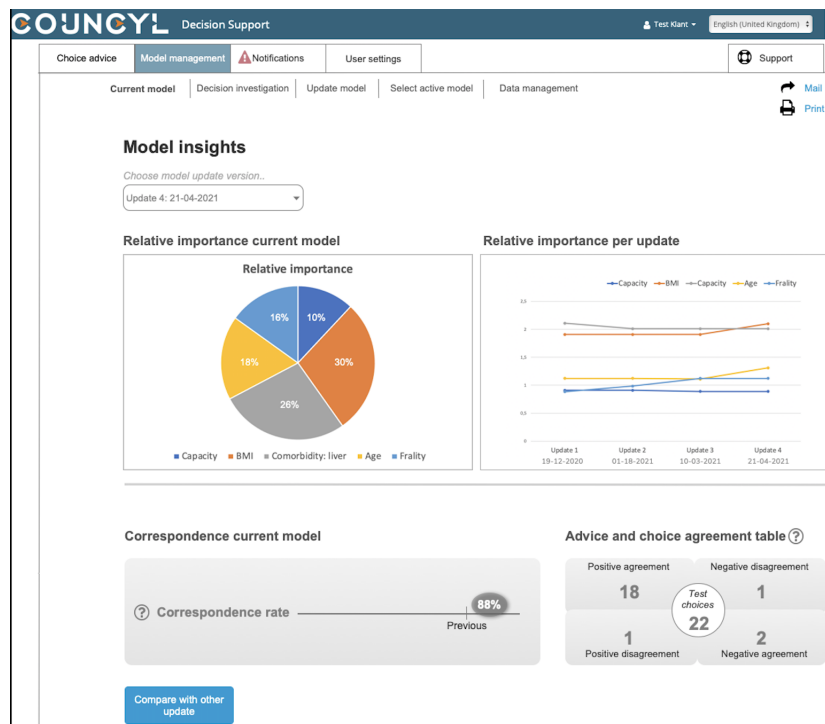 COUNCYL Decision Support
Test Klant
English (United Kingdom)
Choice advice
Model management
Notifications
User settings
Support
Current model
Decision investigation
Update model
Select active model
Data management
Mail
Print
Model insights
Choose model update version..
Update 4: 21-04-2021
Relative importance current model
Relative importance
16%
10%
18%
30%
26%
Capacity BMI Comorbidity: liver Age Frality
Relative importance per update
Capacity BMI Capacity Age Frality
2,5
2
1,5
1
0,5
0
Update 1 Update 2 Update 3 Update 4
19-12-2020 01-18-2021 10-03-2021 21-04-2021
Correspondence current model
? Correspondence rate
88%
Previous
Advice and choice agreement table ?
Positive agreement
Negative disagreement
18
1
Test
choices
22
1
2
Positive disagreement
Negative agreement
Compare with other
update